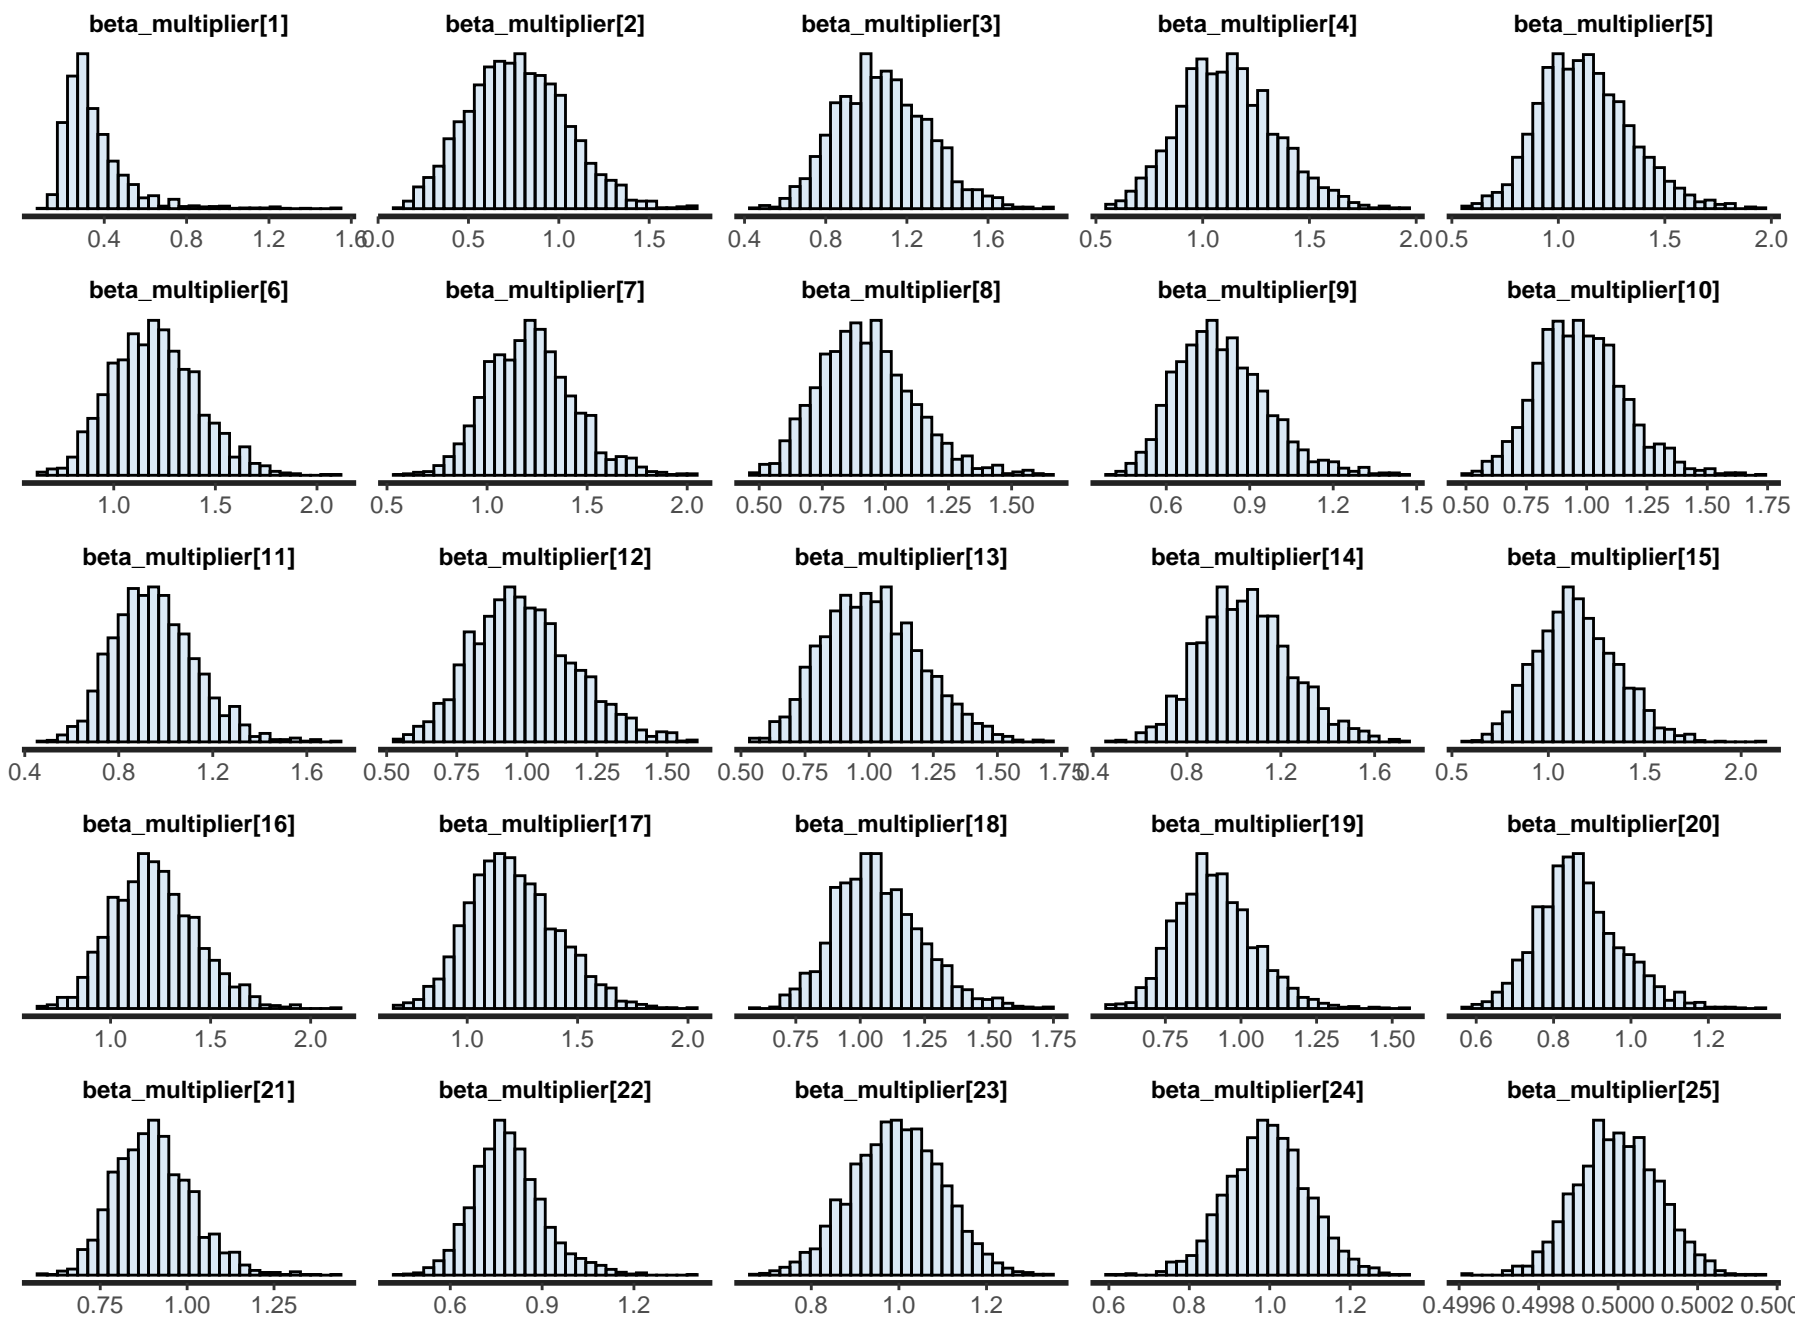 beta_multiplier[1] beta_multiplier[2] beta_multiplier[3] beta_multiplier[4] beta_multiplier[5]
0.4 0.8 1.2 1.6 0.0 0.5 1.0 1.5 0.4 0.8 1.2 1.6 0.5 1.0 1.5 2.0 0.5 1.0 1.5 2.0
beta_multiplier[6] beta_multiplier[7] beta_multiplier[8] beta_multiplier[9] beta_multiplier[10]
1.0 1.5 2.0 0.5 1.0 1.5 2.0 0.50 0.75 1.00 1.25 1.50 0.6 0.9 1.2 1.5 0.50 0.75 1.00 1.25 1.50 1.75
beta_multiplier[11] beta_multiplier[12] beta_multiplier[13] beta_multiplier[14] beta_multiplier[15]
0.4 0.8 1.2 1.6 0.50 0.75 1.00 1.25 1.50 0.50 0.75 1.00 1.25 1.50 1.75 0.4 0.8 1.2 1.6 0.5 1.0 1.5 2.0
beta_multiplier[16] beta_multiplier[17] beta_multiplier[18] beta_multiplier[19] beta_multiplier[20]
1.0 1.5 2.0 1.0 1.5 2.0 0.75 1.00 1.25 1.50 1.75 0.75 1.00 1.25 1.50 0.6 0.8 1.0 1.2
beta_multiplier[21] beta_multiplier[22] beta_multiplier[23] beta_multiplier[24] beta_multiplier[25]
0.75 1.00 1.25 0.6 0.9 1.2 0.8 1.0 1.2 0.6 0.8 1.0 1.2 0.4996 0.4998 0.5000 0.5002